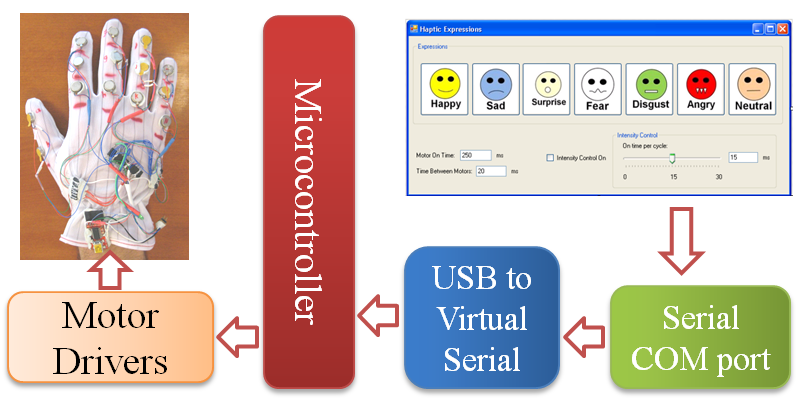 Haptic Expressions
Expressions
Happy
Sad
Surprise
Fear
Disgust
Angry
Neutral
Motor On Time: 250 ms
Time Between Motors: 20 ms
Intensity Control On
Intensity Control
On time per cycle:
15 ms
0 15 30
Microcontroller
Motor
Drivers
USB to
Virtual
Serial
Serial
COM port